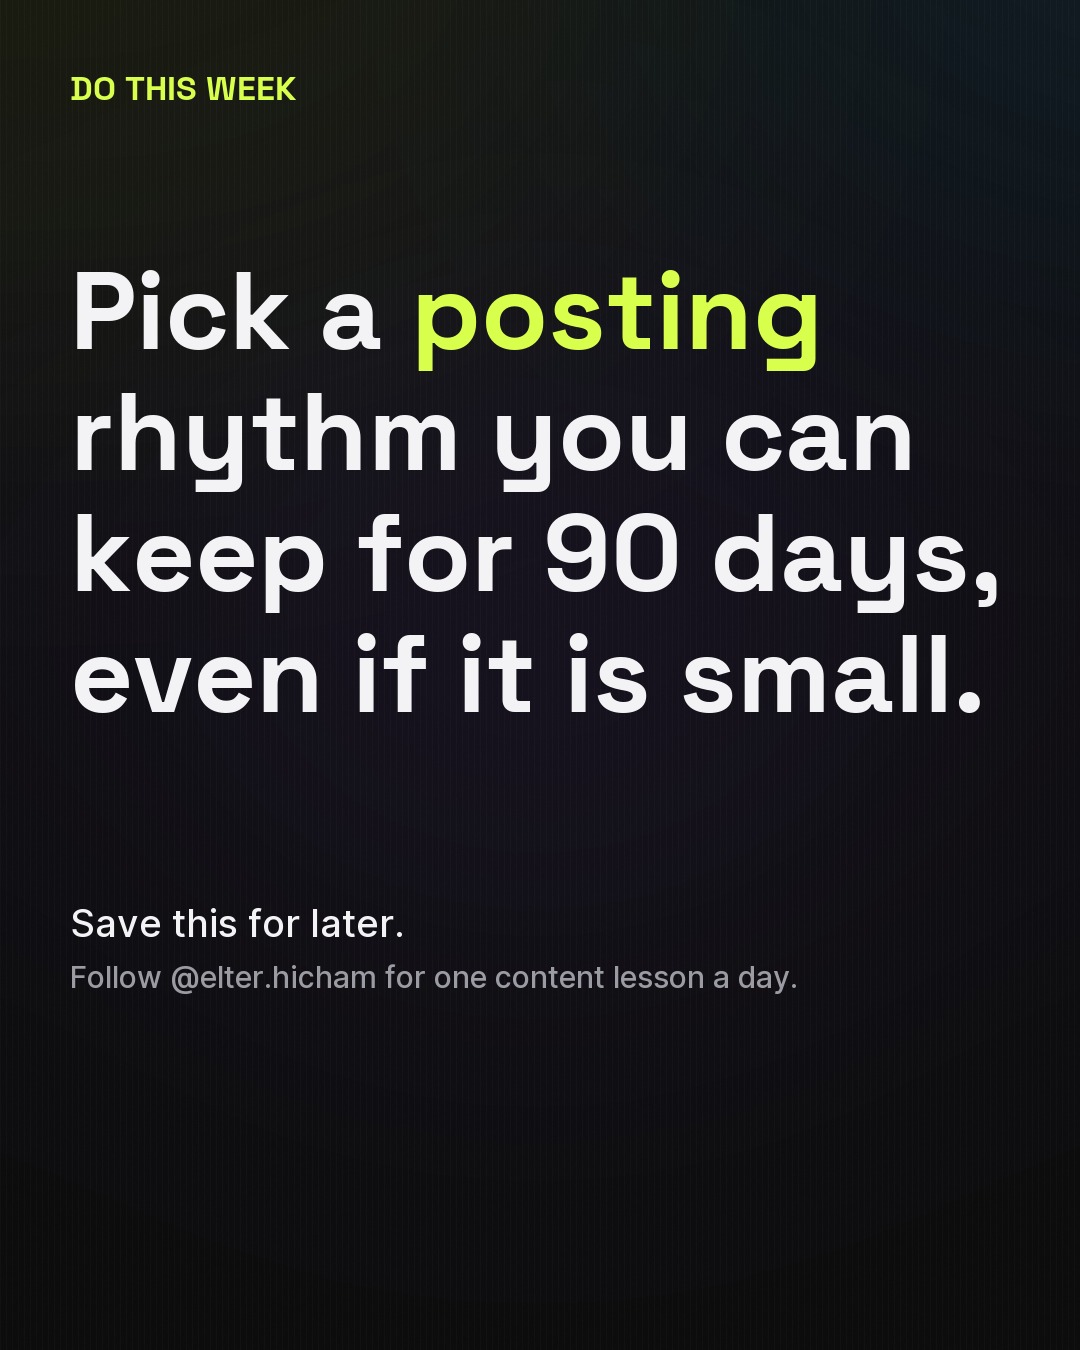 DO THIS WEEK
Pick a posting
rhythm you can
keep for 90 days,
even if it is small.
Save this for later.
Follow @elter.hicham for one content lesson a day.